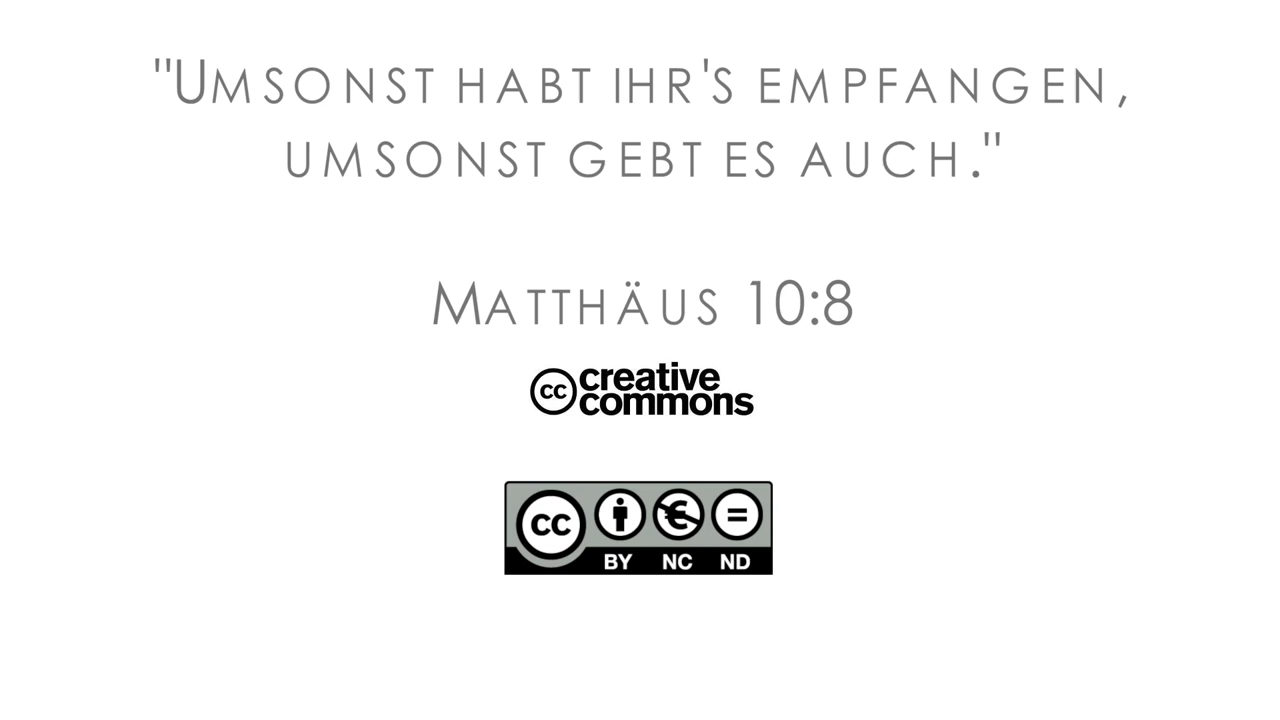 "Umsonst habt ihr's empfangen,
umsonst gebt es auch."
Matthäus 10:8
cc creative
commons
cc
BY NC ND